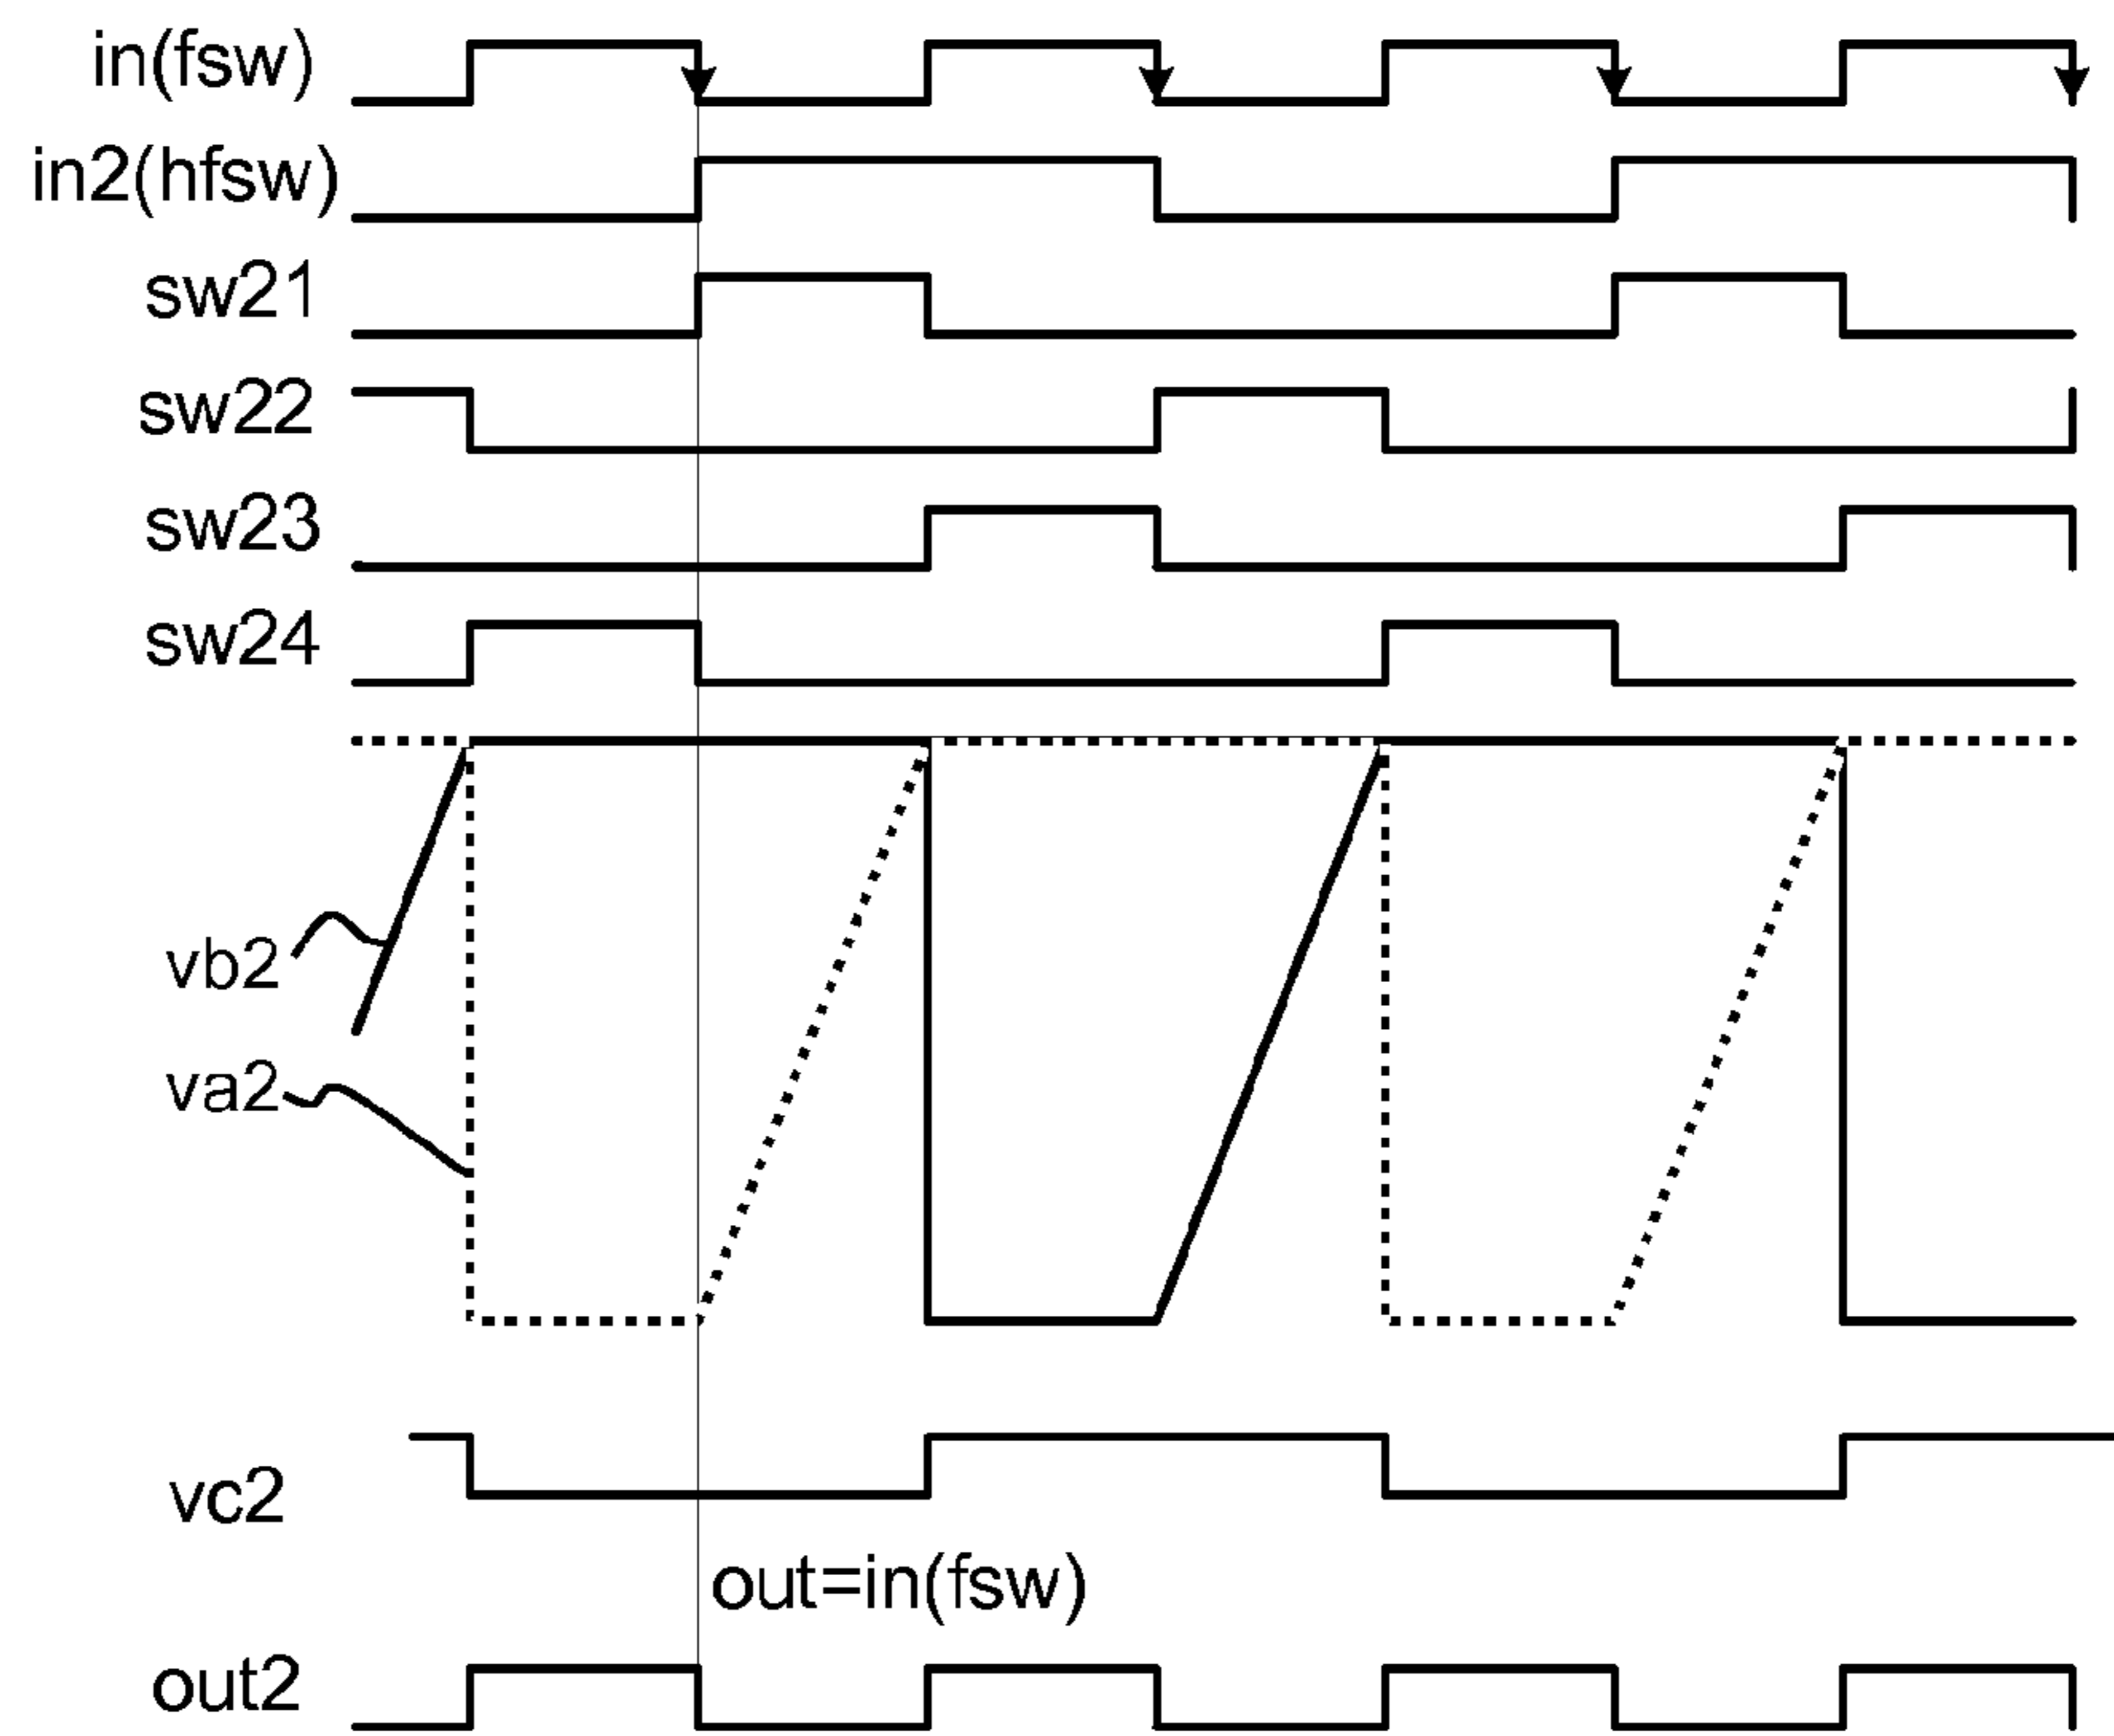 in(fsw)
in2(hfsw)
sw21
sw22
sw23
sw24
vb2
va2
vc2
out=in(fsw)
out2